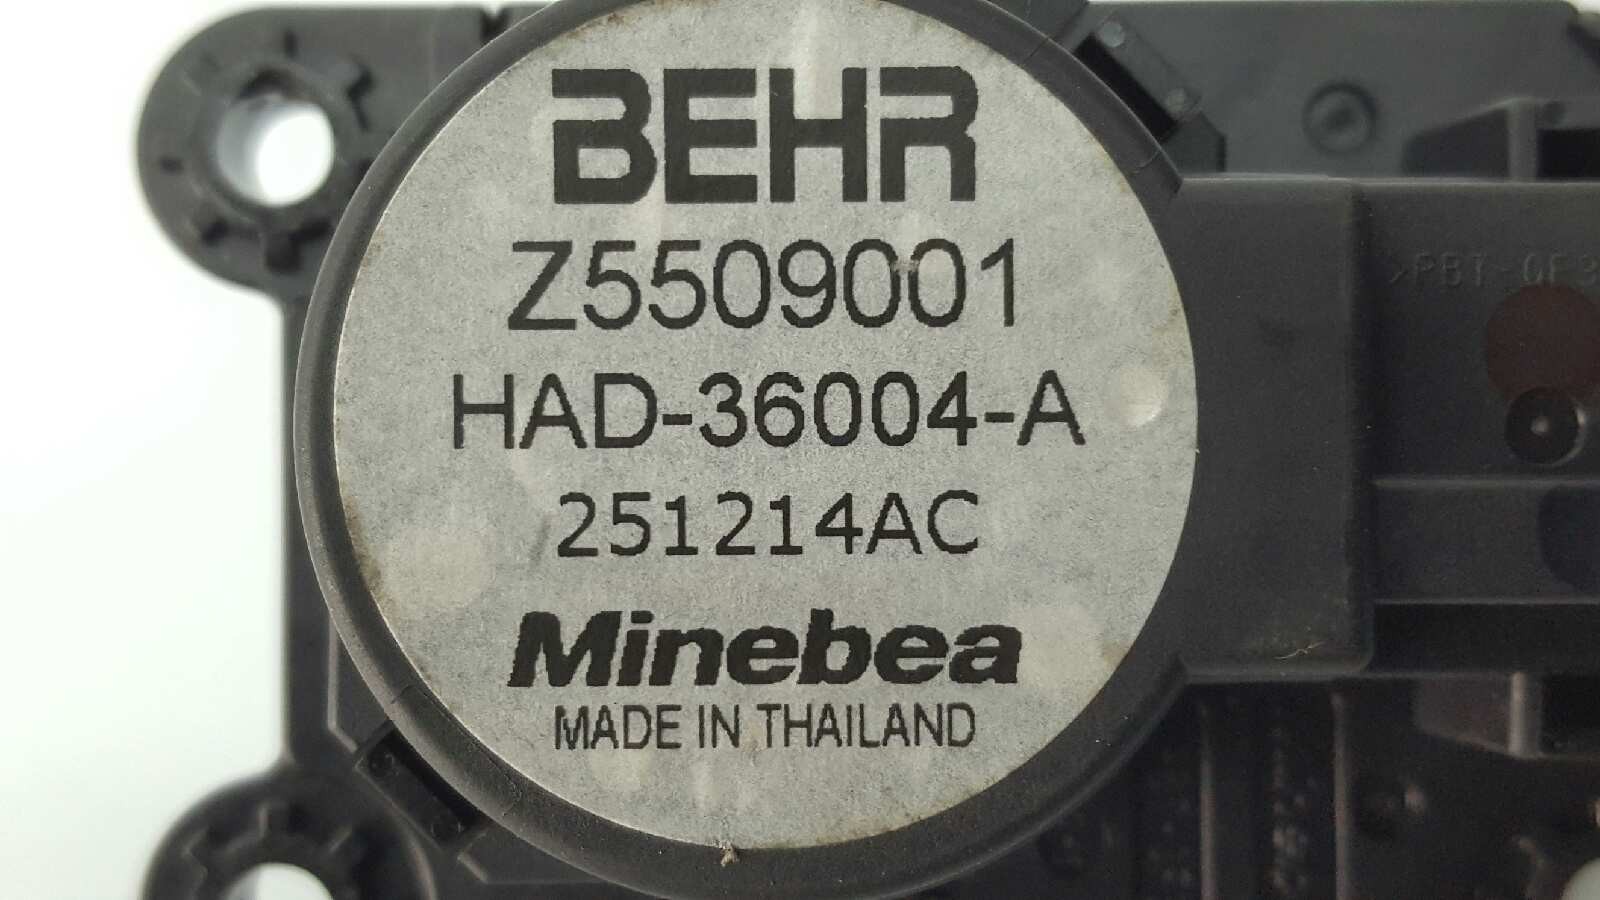 BEHR
Z5509001
HAD-36004-A
251214AC
Minebea
MADE IN THAILAND